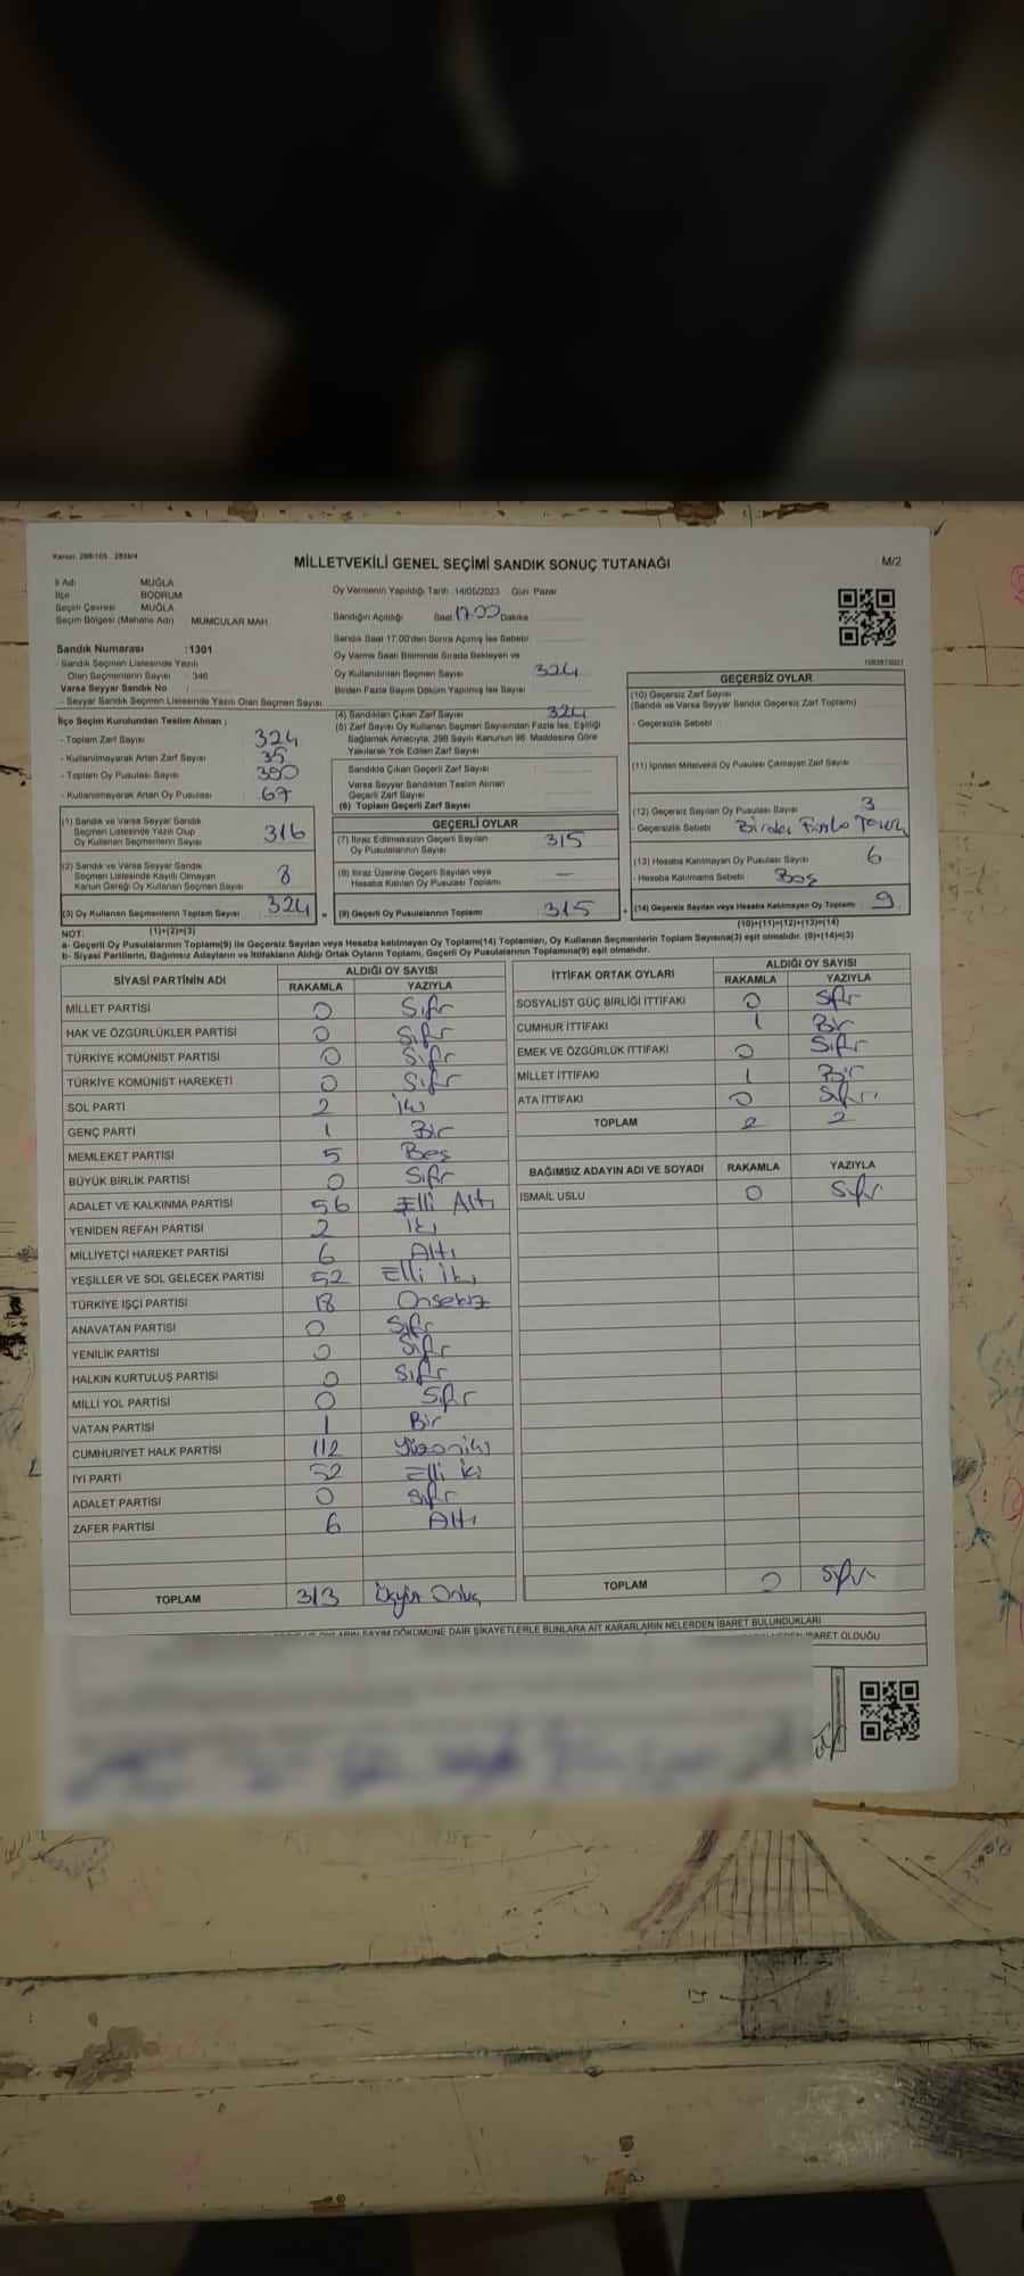 MİLLETVEKİLİ GENEL SEÇİMİ SANDIK SONUÇ TUTANAĞI
M/2
İl Adı MUĞLA
İlçe BODRUM
Seçim Çevresi MUĞLA
Seçim Bölgesi (Mahalle Adı) MUMCULAR MAH
Sandık Numarası :1301
- Sandık Seçmen Listesinde Yazılı
Olan Seçmenlerin Sayısı : 346
Varsa Seyyar Sandık No
- Seyyar Sandık Seçmen Listesinde Yazılı Olan Seçmen Sayısı
Oy Vermenin Yapıldığı Tarih 14/05/2023 Gün Pazar
Sandığın Açıldığı Saat 17.00 Dakika
Sandık Saat 17.00'den Sonra Açılmış İse Sebebi
Oy Verme Saati Bitiminde Sırada Bekleyen ve
Oy Kullandırılan Seçmen Sayısı 324
Birden Fazla Sayım Döküm Yapılmış İse Sayısı
İlçe Seçim Kurulundan Teslim Alınan ;
- Toplam Zarf Sayısı 324
- Kullanılmayarak Artan Zarf Sayısı 35
- Toplam Oy Pusulası Sayısı 390
- Kullanılmayarak Artan Oy Pusulası 67
(1) Sandık ve Varsa Seyyar Sandık
Seçmen Listesinde Yazılı Olup
Oy Kullanan Seçmenlerin Sayısı 316
(2) Sandık ve Varsa Seyyar Sandık
Seçmen Listesinde Kayıtlı Olmayan
Kanun Gereği Oy Kullanan Seçmen Sayısı 8
(3) Oy Kullanan Seçmenlerin Toplam Sayısı 324
(1)+(2)=(3)
(4) Sandıktan Çıkan Zarf Sayısı 324
(5) Zarf Sayısı Oy Kullanan Seçmen Sayısından Fazla İse, Eşitliği
Sağlamak Amacıyla, 298 Sayılı Kanunun 98. Maddesine Göre
Yakılarak Yok Edilen Zarf Sayısı
Sandıkta Çıkan Geçerli Zarf Sayısı
Varsa Seyyar Sandıktan Teslim Alınan
Geçerli Zarf Sayısı
(6) Toplam Geçerli Zarf Sayısı
GEÇERLİ OYLAR
(7) İtiraz Edilmeksizin Geçerli Sayılan
Oy Pusulalarının Sayısı 315
(8) İtiraz Üzerine Geçerli Sayılan veya
Hesaba Katılan Oy Pusulası Toplamı —
(9) Geçerli Oy Pusulalarının Toplamı 315
GEÇERSİZ OYLAR
(10) Geçersiz Zarf Sayısı
(Sandık ve Varsa Seyyar Sandık Geçersiz Zarf Toplamı)
- Geçersizlik Sebebi
(11) İçinden Milletvekili Oy Pusulası Çıkmayan Zarf Sayısı
(12) Geçersiz Sayılan Oy Pusulası Sayısı 3
- Geçersizlik Sebebi
(13) Hesaba Katılmayan Oy Pusulası Sayısı 6
- Hesaba Katılmama Sebebi Boş
(14) Geçersiz Sayılan veya Hesaba Katılmayan Oy Toplamı 9
(10)+(11)+(12)+(13)=(14)
NOT:
a- Geçerli Oy Pusulalarının Toplamı(9) ile Geçersiz Sayılan veya Hesaba katılmayan Oy Toplamı(14) Toplamları, Oy Kullanan Seçmenlerin Toplam Sayısına(3) eşit olmalıdır. (9)+(14)=(3)
b- Siyasi Partilerin, Bağımsız Adayların ve İttifakların Aldığı Ortak Oyların Toplamı, Geçerli Oy Pusulalarının Toplamına(9) eşit olmalıdır.
SİYASİ PARTİNİN ADI ALDIĞI OY SAYISI
RAKAMLA YAZIYLA
MİLLET PARTİSİ 0 Sıfır
HAK VE ÖZGÜRLÜKLER PARTİSİ 0 Sıfır
TÜRKİYE KOMÜNİST PARTİSİ 0 Sıfır
TÜRKİYE KOMÜNİST HAREKETİ 0 Sıfır
SOL PARTİ 2 İki
GENÇ PARTİ 1 Bir
MEMLEKET PARTİSİ 5 Beş
BÜYÜK BİRLİK PARTİSİ 0 Sıfır
ADALET VE KALKINMA PARTİSİ 56 Elli Altı
YENİDEN REFAH PARTİSİ 2 İki
MİLLİYETÇİ HAREKET PARTİSİ 6 Altı
YEŞİLLER VE SOL GELECEK PARTİSİ 52 Elli İki
TÜRKİYE İŞÇİ PARTİSİ 18 Onsekiz
ANAVATAN PARTİSİ 0 Sıfır
YENİLİK PARTİSİ 0 Sıfır
HALKIN KURTULUŞ PARTİSİ 0 Sıfır
MİLLİ YOL PARTİSİ 0 Sıfır
VATAN PARTİSİ 1 Bir
CUMHURİYET HALK PARTİSİ 112 Yüzoniki
İYİ PARTİ 52 Elli iki
ADALET PARTİSİ 0 Sıfır
ZAFER PARTİSİ 6 Altı
TOPLAM 313 Üçyüz Onüç
İTTİFAK ORTAK OYLARI ALDIĞI OY SAYISI
RAKAMLA YAZIYLA
SOSYALİST GÜÇ BİRLİĞİ İTTİFAKI 0 Sıfır
CUMHUR İTTİFAKI 1 Bir
EMEK VE ÖZGÜRLÜK İTTİFAKI 0 Sıfır
MİLLET İTTİFAKI 1 Bir
ATA İTTİFAKI 0 Sıfır
TOPLAM 2 2
BAĞIMSIZ ADAYIN ADI VE SOYADI RAKAMLA YAZIYLA
İSMAİL USLU 0 Sıfır
TOPLAM 0 Sıfır
SAYIM DÖKÜMÜNE DAİR ŞİKAYETLERLE BUNLARA AİT KARARLARIN NELERDEN İBARET BULUNDUKLARI
İBARET OLDUĞU